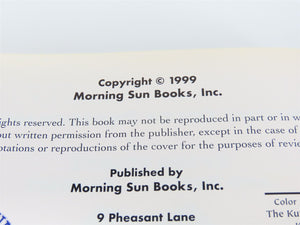 Copyright © 1999
Morning Sun Books, Inc.
ights reserved. This book may not be reproduced in part or in w
out written permission from the publisher, except in the case of
otations or reproductions of the cover for the purposes of revie
Published by
Morning Sun Books, Inc.
9 Pheasant Lane
Color
The Ku